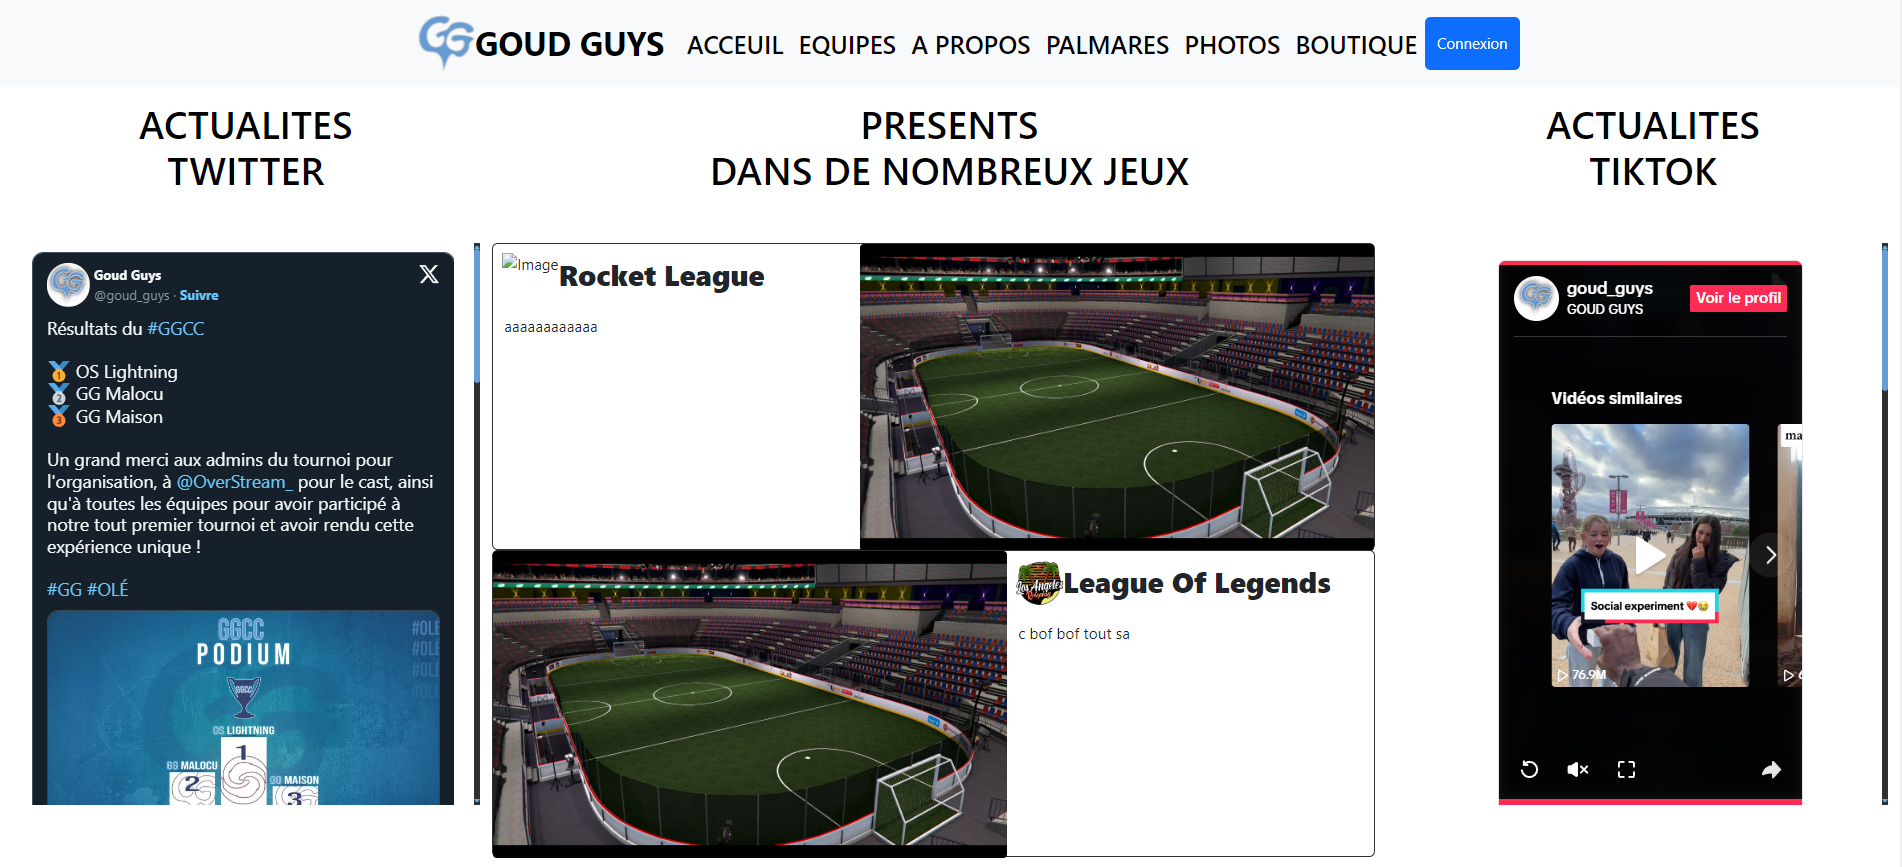 GOUD GUYS ACCEUIL EQUIPES A PROPOS PALMARES PHOTOS BOUTIQUE Connexion
ACTUALITES
TWITTER
Goud Guys
@goud_guys · Suivre
Résultats du #GGCC
🥇 OS Lightning
🥈 GG Malocu
🥉 GG Maison
Un grand merci aux admins du tournoi pour
l'organisation, à @OverStream_ pour le cast, ainsi
qu'à toutes les équipes pour avoir participé à
notre tout premier tournoi et avoir rendu cette
expérience unique !
#GG #OLÉ
GGCC
PODIUM
#OLÉ
#OLÉ
GGCC
OS LIGHTNING
1
GG MALOCU
2
GG MAISON
3
PRESENTS
DANS DE NOMBREUX JEUX
Image
Rocket League
aaaaaaaaaaaa
Los Angeles
Roleplay
League Of Legends
c bof bof tout sa
ACTUALITES
TIKTOK
goud_guys
GOUD GUYS
Voir le profil
Vidéos similaires
ma
Social experiment 💔😭
76.9M